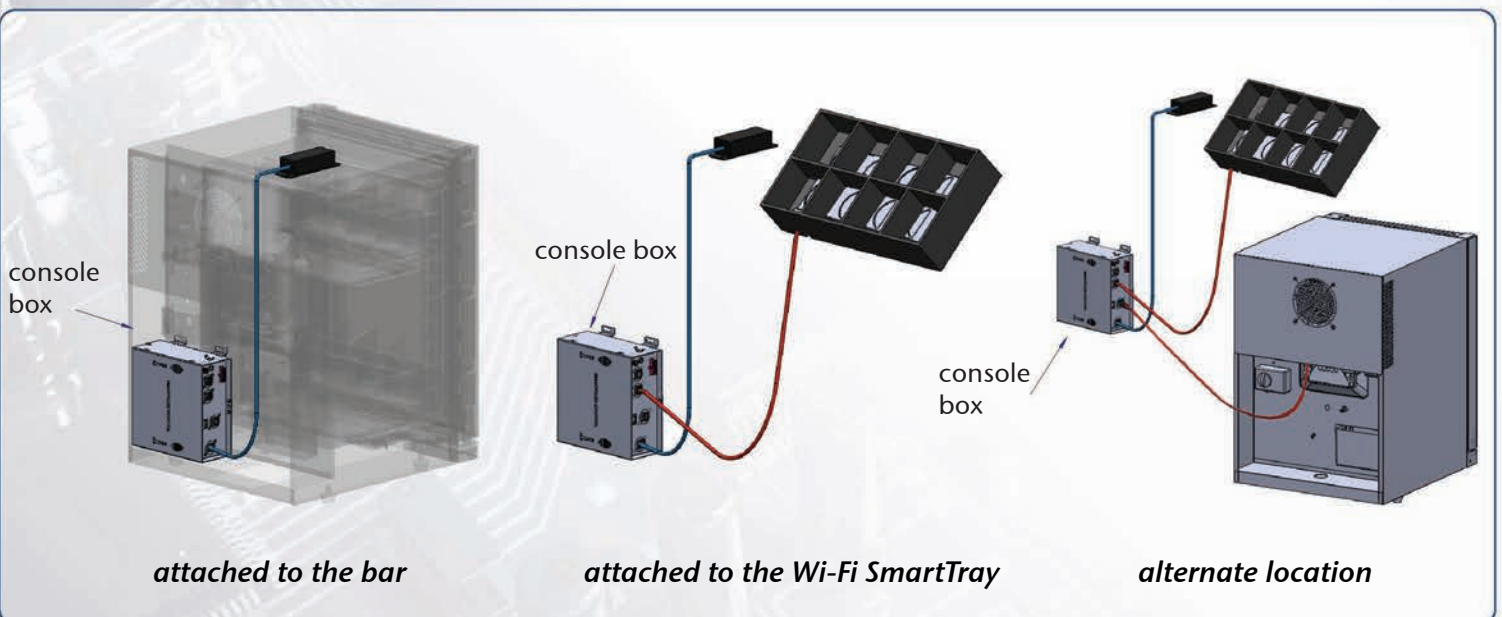 console
box
console box
console
box
attached to the bar
attached to the Wi-Fi SmartTray
alternate location